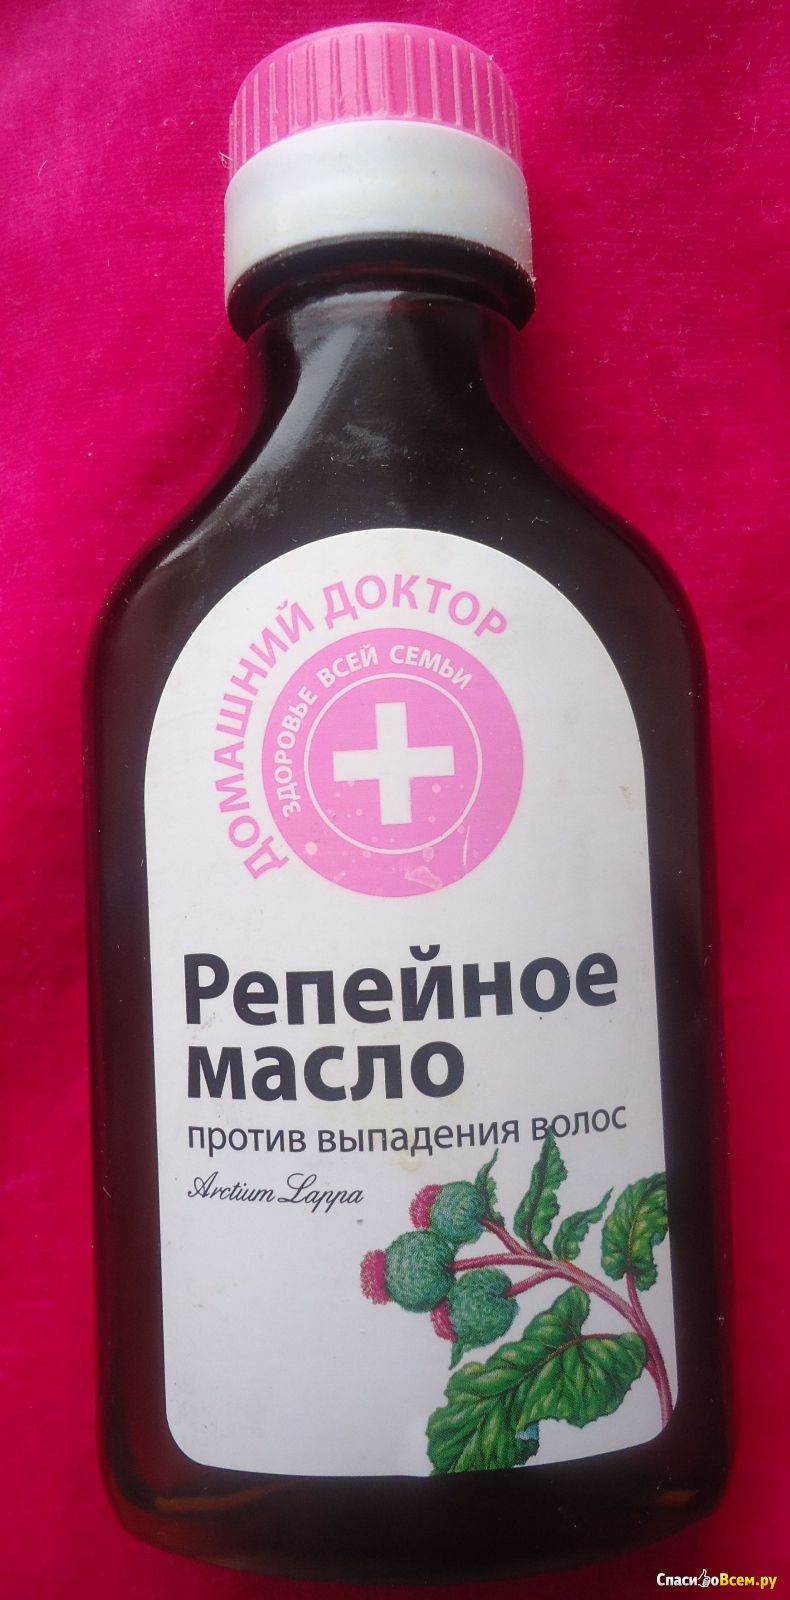 ДОМАШНИЙ ДОКТОР
ЗДОРОВЬЕ ВСЕЙ СЕМЬИ
Репейное
масло
против выпадения волос
Arctium Lappa
СпасибоВсем.ру